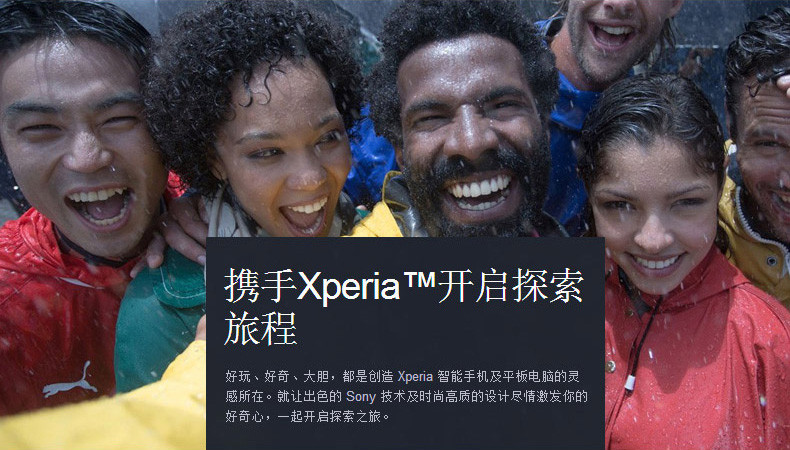 携手Xperia™开启探索
旅程
好玩、好奇、大胆，都是创造 Xperia 智能手机及平板电脑的灵
感所在。就让出色的 Sony 技术及时尚高质的设计尽情激发你的
好奇心，一起开启探索之旅。